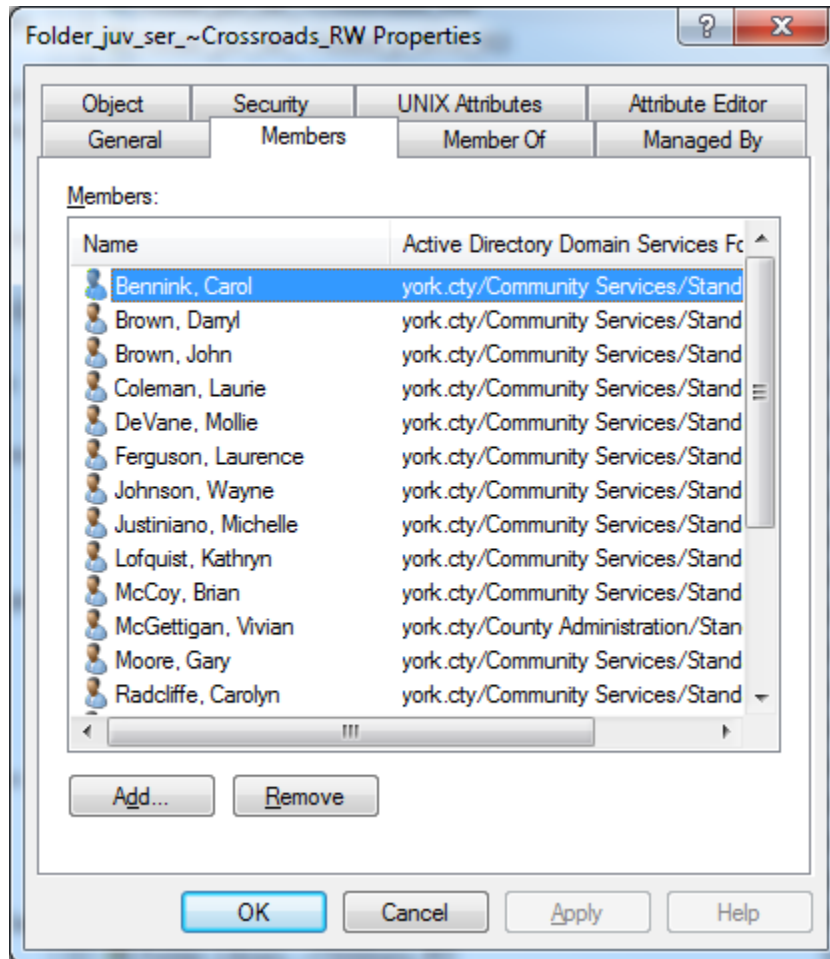 Folder_juv_ser_~Crossroads_RW Properties
Object Security UNIX Attributes Attribute Editor
General Members Member Of Managed By
Members:
Name Active Directory Domain Services Fo
Bennink, Carol york.cty/Community Services/Stand
Brown, Darryl york.cty/Community Services/Stand
Brown, John york.cty/Community Services/Stand
Coleman, Laurie york.cty/Community Services/Stand
DeVane, Mollie york.cty/Community Services/Stand
Ferguson, Laurence york.cty/Community Services/Stand
Johnson, Wayne york.cty/Community Services/Stand
Justiniano, Michelle york.cty/Community Services/Stand
Lofquist, Kathryn york.cty/Community Services/Stand
McCoy, Brian york.cty/Community Services/Stand
McGettigan, Vivian york.cty/County Administration/Stan
Moore, Gary york.cty/Community Services/Stand
Radcliffe, Carolyn york.cty/Community Services/Stand
Add... Remove
OK Cancel Apply Help